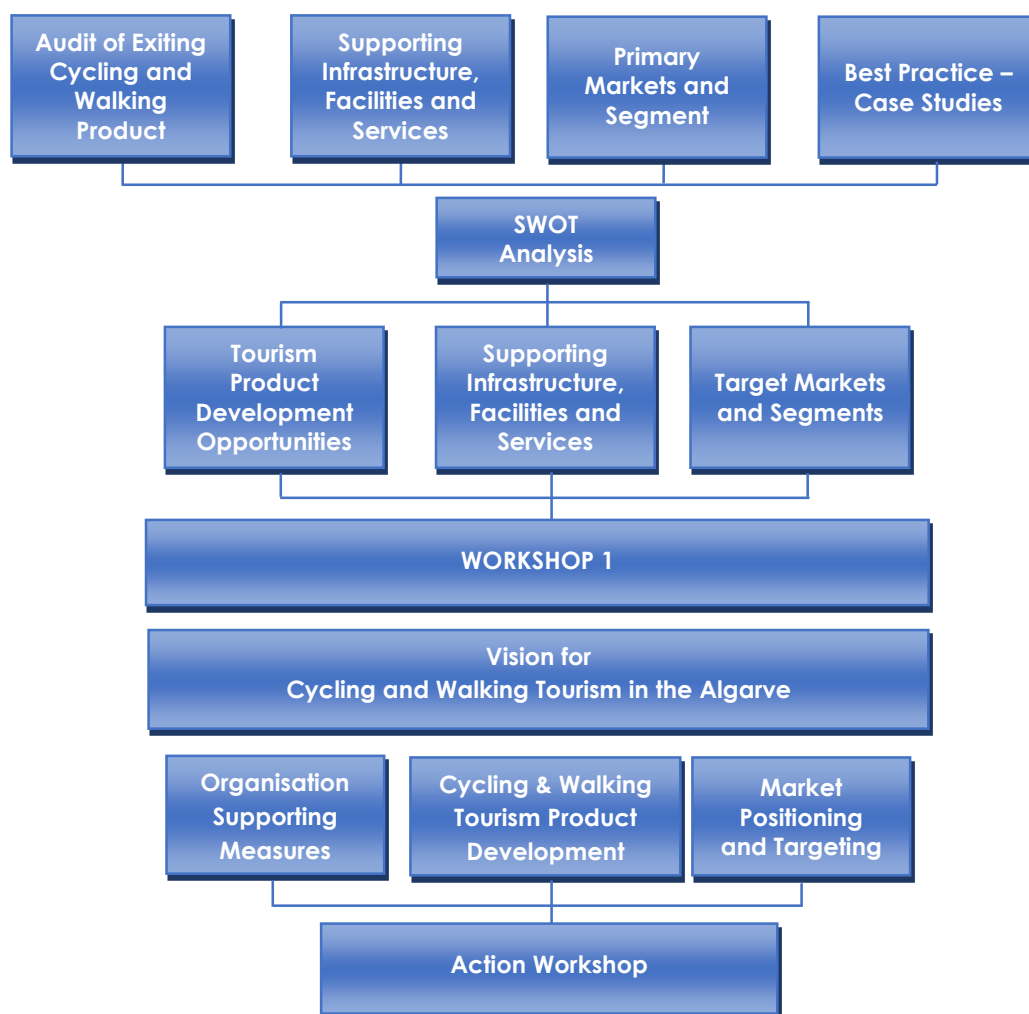 Audit of Exiting
Cycling and
Walking
Product
Supporting
Infrastructure,
Facilities and
Services
Primary
Markets and
Segment
Best Practice –
Case Studies
SWOT
Analysis
Tourism
Product
Development
Opportunities
Supporting
Infrastructure,
Facilities and
Services
Target Markets
and Segments
WORKSHOP 1
Vision for
Cycling and Walking Tourism in the Algarve
Organisation
Supporting
Measures
Cycling & Walking
Tourism Product
Development
Market
Positioning
and Targeting
Action Workshop